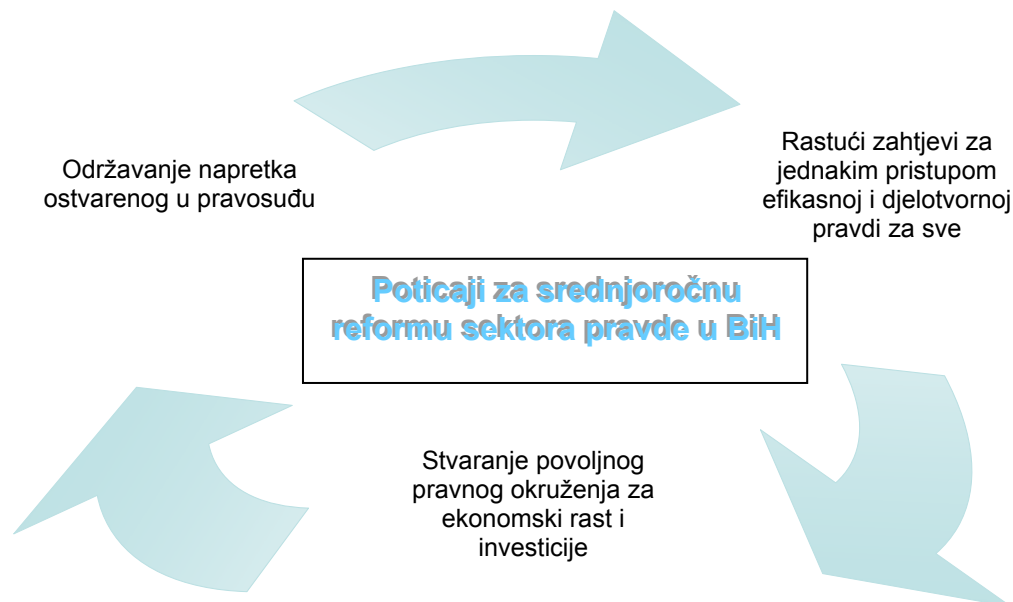 Održavanje napretka
ostvarenog u pravosuđu
Rastući zahtjevi za
jednakim pristupom
efikasnoj i djelotvornoj
pravdi za sve
Poticaji za srednjoročnu
reformu sektora pravde u BiH
Stvaranje povoljnog
pravnog okruženja za
ekonomski rast i
investicije